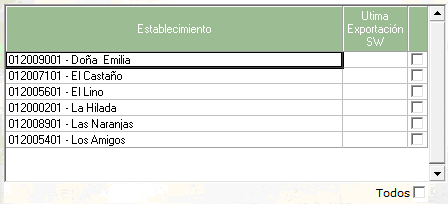 Establecimiento
Utima
Exportación
SW
012009001 - Doña  Emilia
012007101 - El Castaño
012005601 - El Lino
012000201 - La Hilada
012008901 - Las Naranjas
012005401 - Los Amigos
Todos